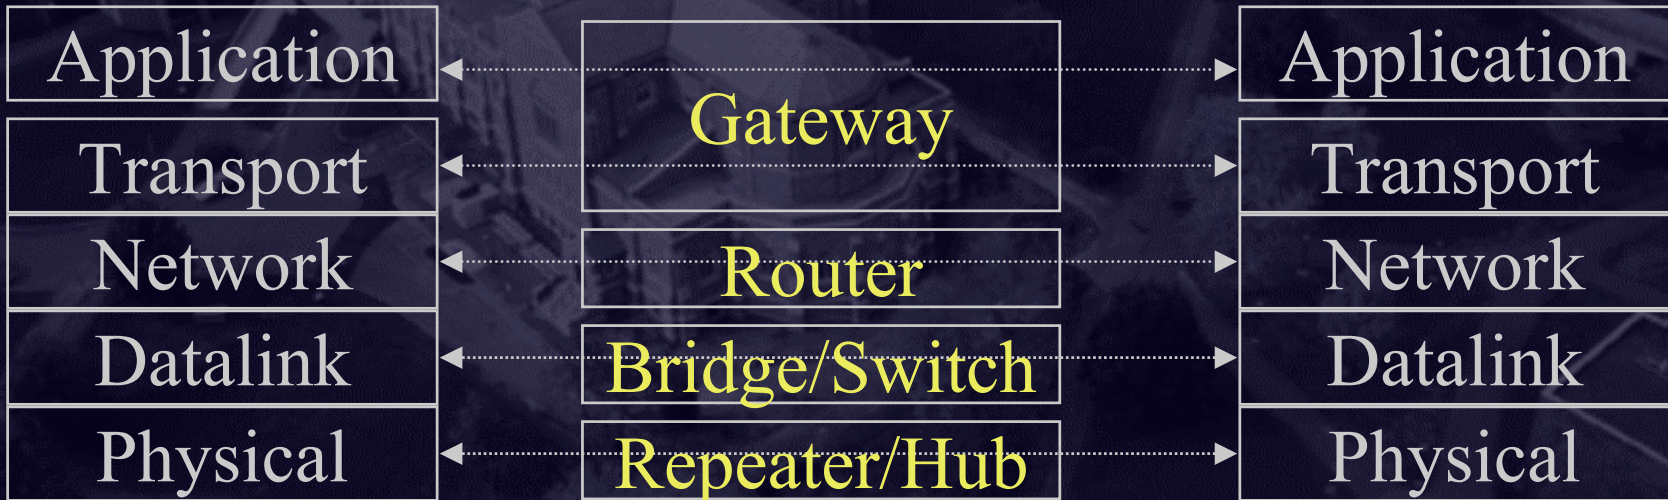 Application
Gateway
Application
Transport
Transport
Network
Router
Network
Datalink
Bridge/Switch
Datalink
Physical
Repeater/Hub
Physical